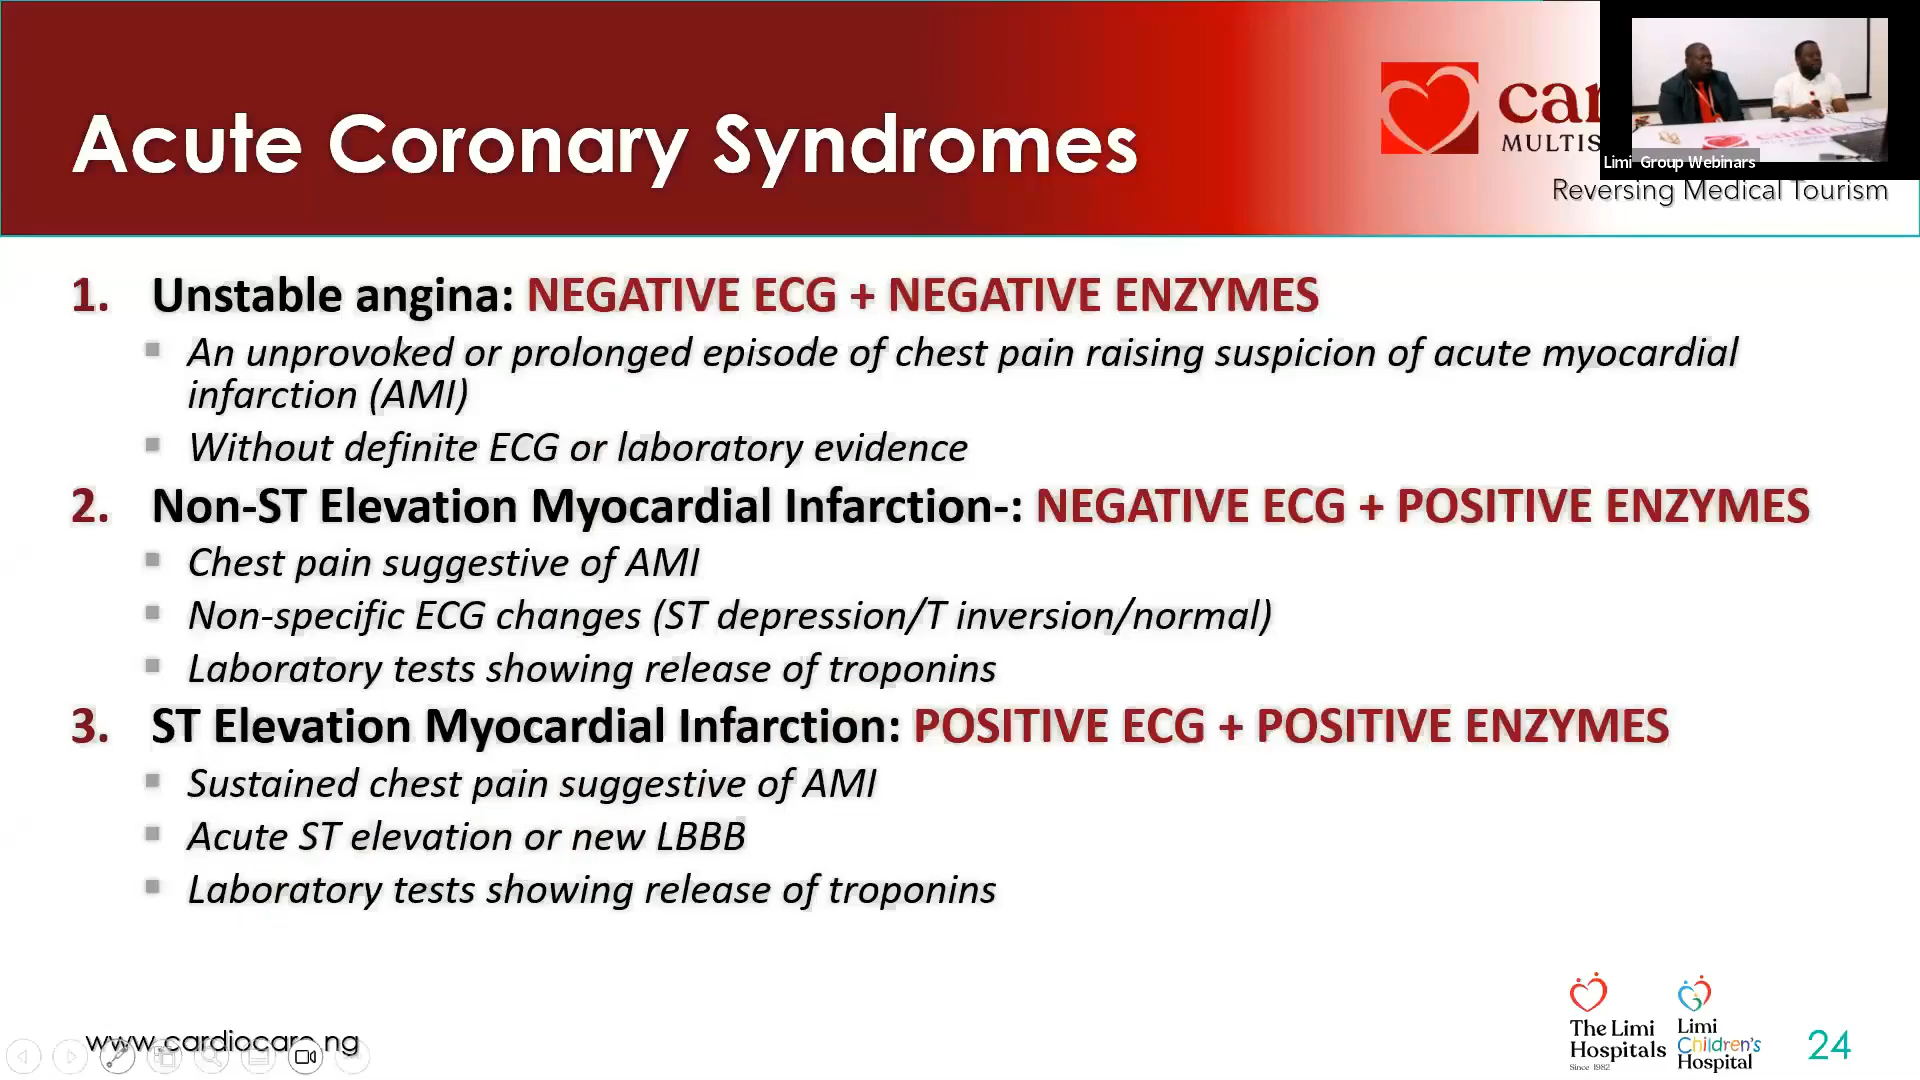 Acute Coronary Syndromes
MULTIS
Limi Group Webinars
Reversing Medical Tourism
1. Unstable angina: NEGATIVE ECG + NEGATIVE ENZYMES
An unprovoked or prolonged episode of chest pain raising suspicion of acute myocardial
infarction (AMI)
Without definite ECG or laboratory evidence
2. Non-ST Elevation Myocardial Infarction-: NEGATIVE ECG + POSITIVE ENZYMES
Chest pain suggestive of AMI
Non-specific ECG changes (ST depression/T inversion/normal)
Laboratory tests showing release of troponins
3. ST Elevation Myocardial Infarction: POSITIVE ECG + POSITIVE ENZYMES
Sustained chest pain suggestive of AMI
Acute ST elevation or new LBBB
Laboratory tests showing release of troponins
www.cardiocare.ng
The Limi
Hospitals
Since 1982
Limi
Children's
Hospital
24